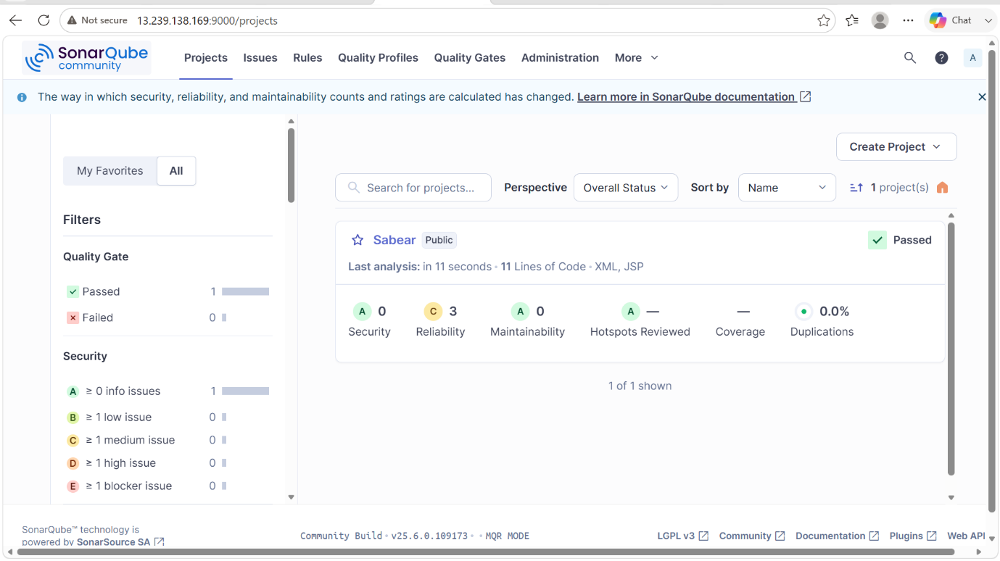 Not secure 13.239.138.169:9000/projects Chat
SonarQube community Projects Issues Rules Quality Profiles Quality Gates Administration More ? A
The way in which security, reliability, and maintainability counts and ratings are calculated has changed. Learn more in SonarQube documentation
Create Project
My Favorites All
Search for projects... Perspective Overall Status Sort by Name 1 project(s)
Filters
Quality Gate
Passed 1
Failed 0
Security
A ≥ 0 info issues 1
B ≥ 1 low issue 0
C ≥ 1 medium issue 0
D ≥ 1 high issue 0
E ≥ 1 blocker issue 0
Sabear Public Passed
Last analysis: in 11 seconds • 11 Lines of Code • XML, JSP
A 0 C 3 A 0 A — — 0.0%
Security Reliability Maintainability Hotspots Reviewed Coverage Duplications
1 of 1 shown
SonarQube™ technology is
powered by SonarSource SA
Community Build • v25.6.0.109173 • • MQR MODE
LGPL v3 Community Documentation Plugins Web API